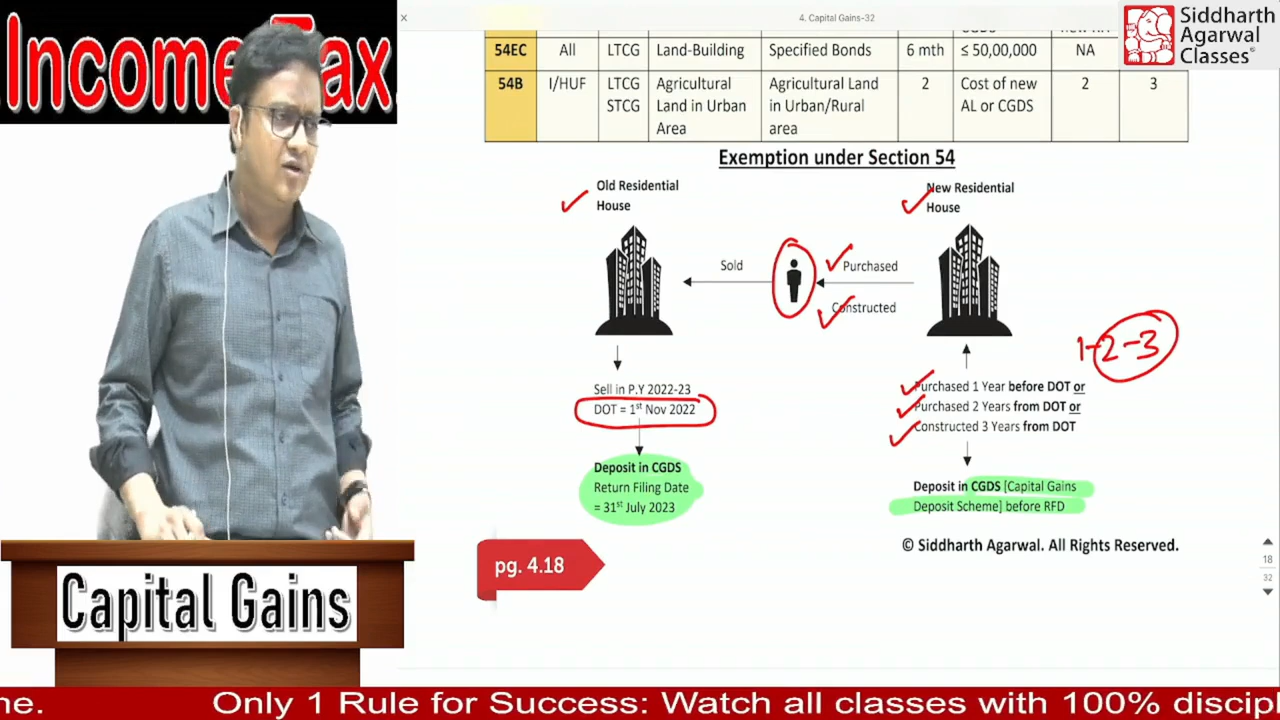 Income Tax
4. Capital Gains-32
Siddharth
Agarwal
Classes
54EC All LTCG Land-Building Specified Bonds 6 mth ≤ 50,00,000 NA
54B I/HUF LTCG Agricultural Agricultural Land 2 Cost of new 2 3
STCG Land in Urban in Urban/Rural AL or CGDS
Area area
Exemption under Section 54
Old Residential
House
New Residential
House
Sold
Purchased
Constructed
1-2-3
Sell in P.Y 2022-23
DOT = 1st Nov 2022
Purchased 1 Year before DOT or
Purchased 2 Years from DOT or
Constructed 3 Years from DOT
Deposit in CGDS
Return Filing Date
= 31st July 2023
Deposit in CGDS [Capital Gains
Deposit Scheme] before RFD
© Siddharth Agarwal. All Rights Reserved.
pg. 4.18
18
32
Capital Gains
ne. Only 1 Rule for Success: Watch all classes with 100% discipl